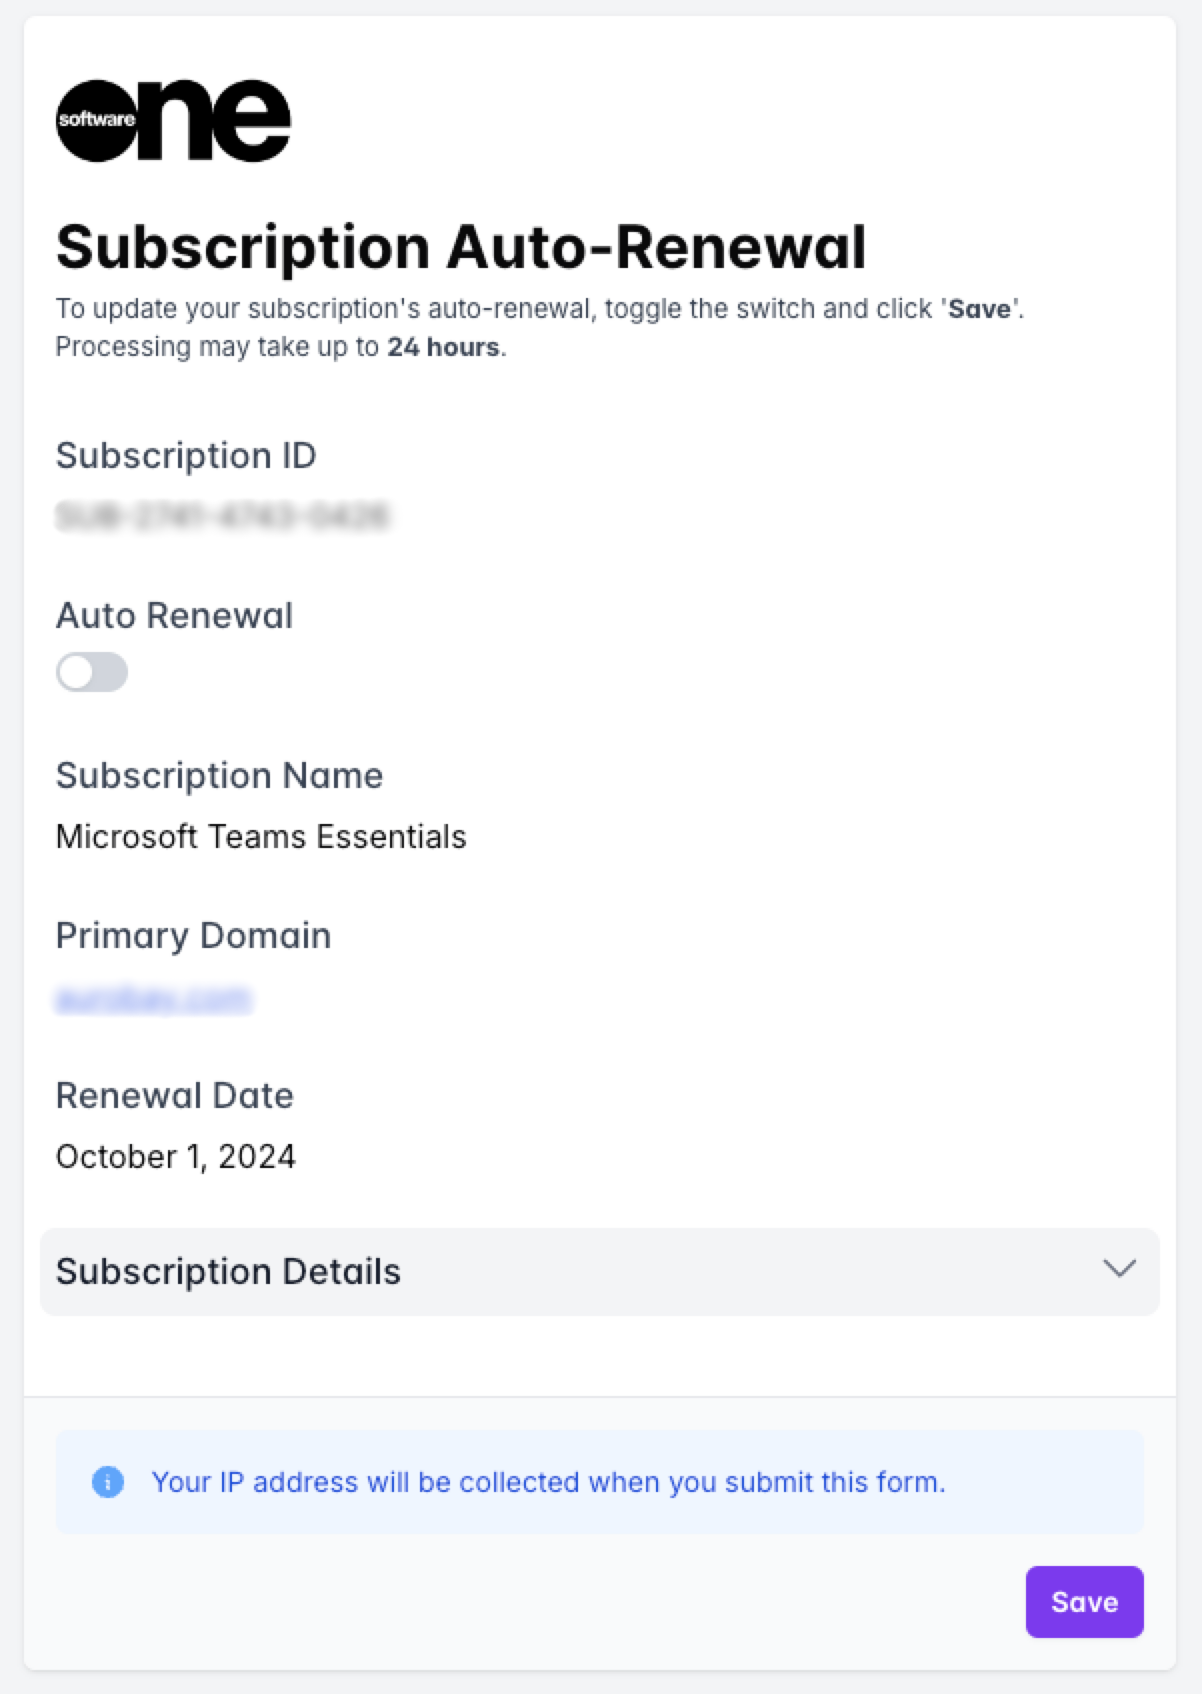 software one
Subscription Auto-Renewal
To update your subscription's auto-renewal, toggle the switch and click 'Save'.
Processing may take up to 24 hours.
Subscription ID
Auto Renewal
Subscription Name
Microsoft Teams Essentials
Primary Domain
Renewal Date
October 1, 2024
Subscription Details
Your IP address will be collected when you submit this form.
Save